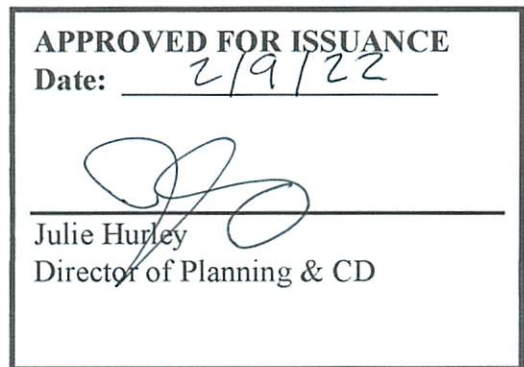 APPROVED FOR ISSUANCE
Date: 2/9/22
Julie Hurley
Director of Planning & CD